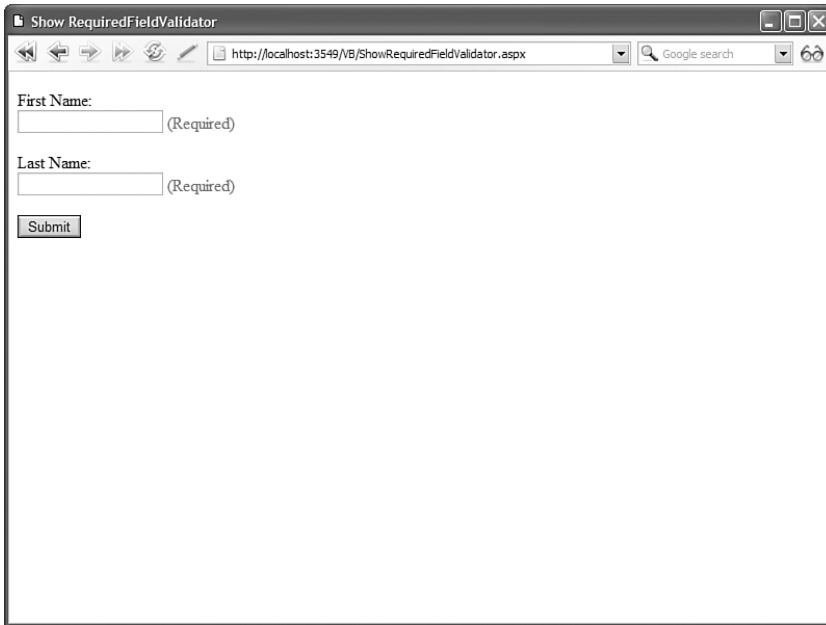 Show RequiredFieldValidator
http://localhost:3549/VB/ShowRequiredFieldValidator.aspx Google search
First Name:
(Required)
Last Name:
(Required)
Submit